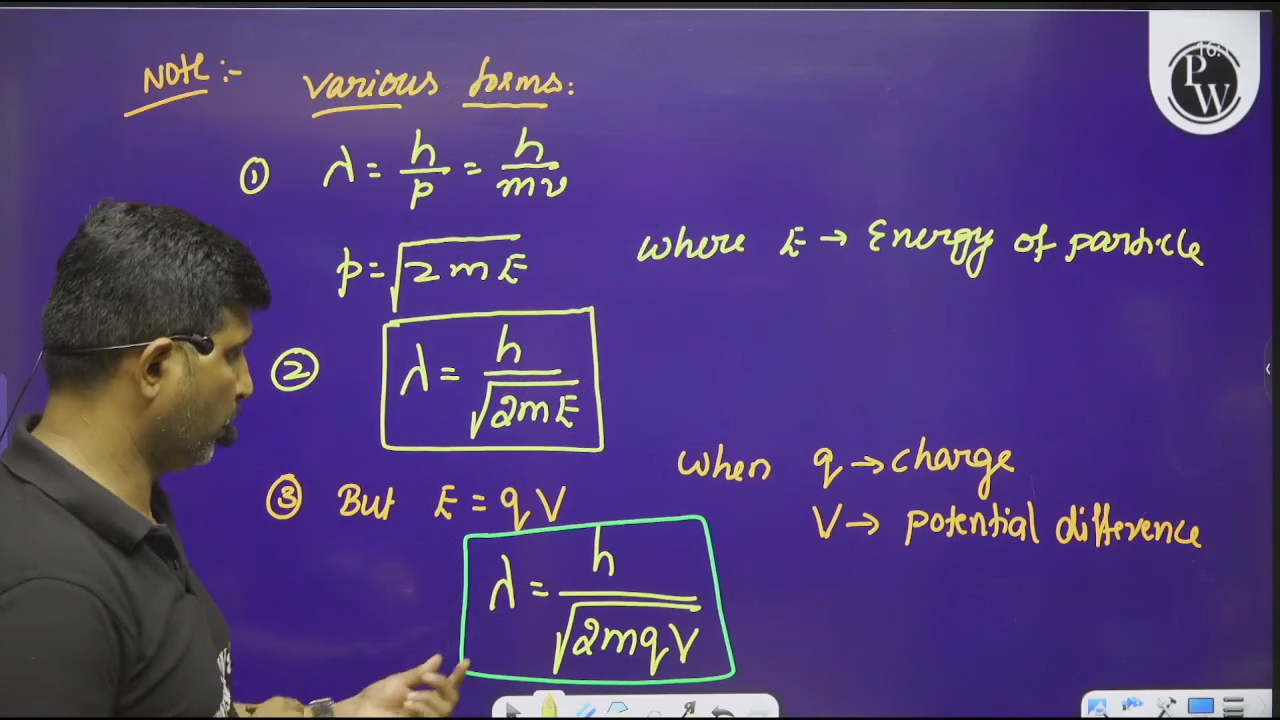 Note :- various forms:
① λ = h/p = h/mv
p = √2mE where E → Energy of particle
② λ = h/√2mE
③ But E = qV when q → charge
V → potential difference
λ = h/√2mqV
PW